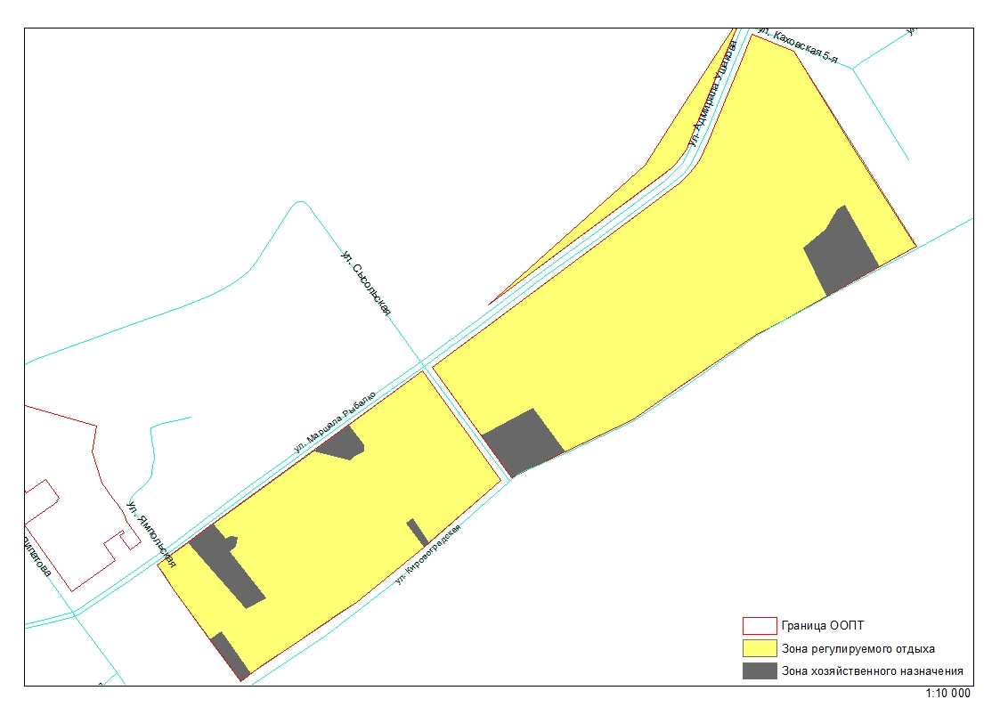 ул. Каховская 5-я
ул. Адмирала Ушакова
ул. Сысольская
ул. Маршала Рыбалко
ул. Ямпольская
ул. Кировоградская
Граница ООПТ
Зона регулируемого отдыха
Зона хозяйственного назначения
1:10 000